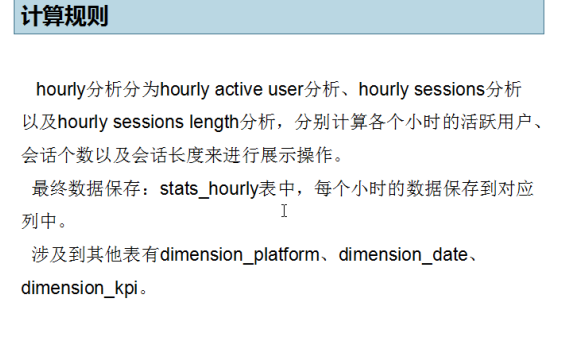 计算规则
hourly分析分为hourly active user分析、hourly sessions分析
以及hourly sessions length分析，分别计算各个小时的活跃用户、
会话个数以及会话长度来进行展示操作。
最终数据保存：stats_hourly表中，每个小时的数据保存到对应
列中。
涉及到其他表有dimension_platform、dimension_date、
dimension_kpi。